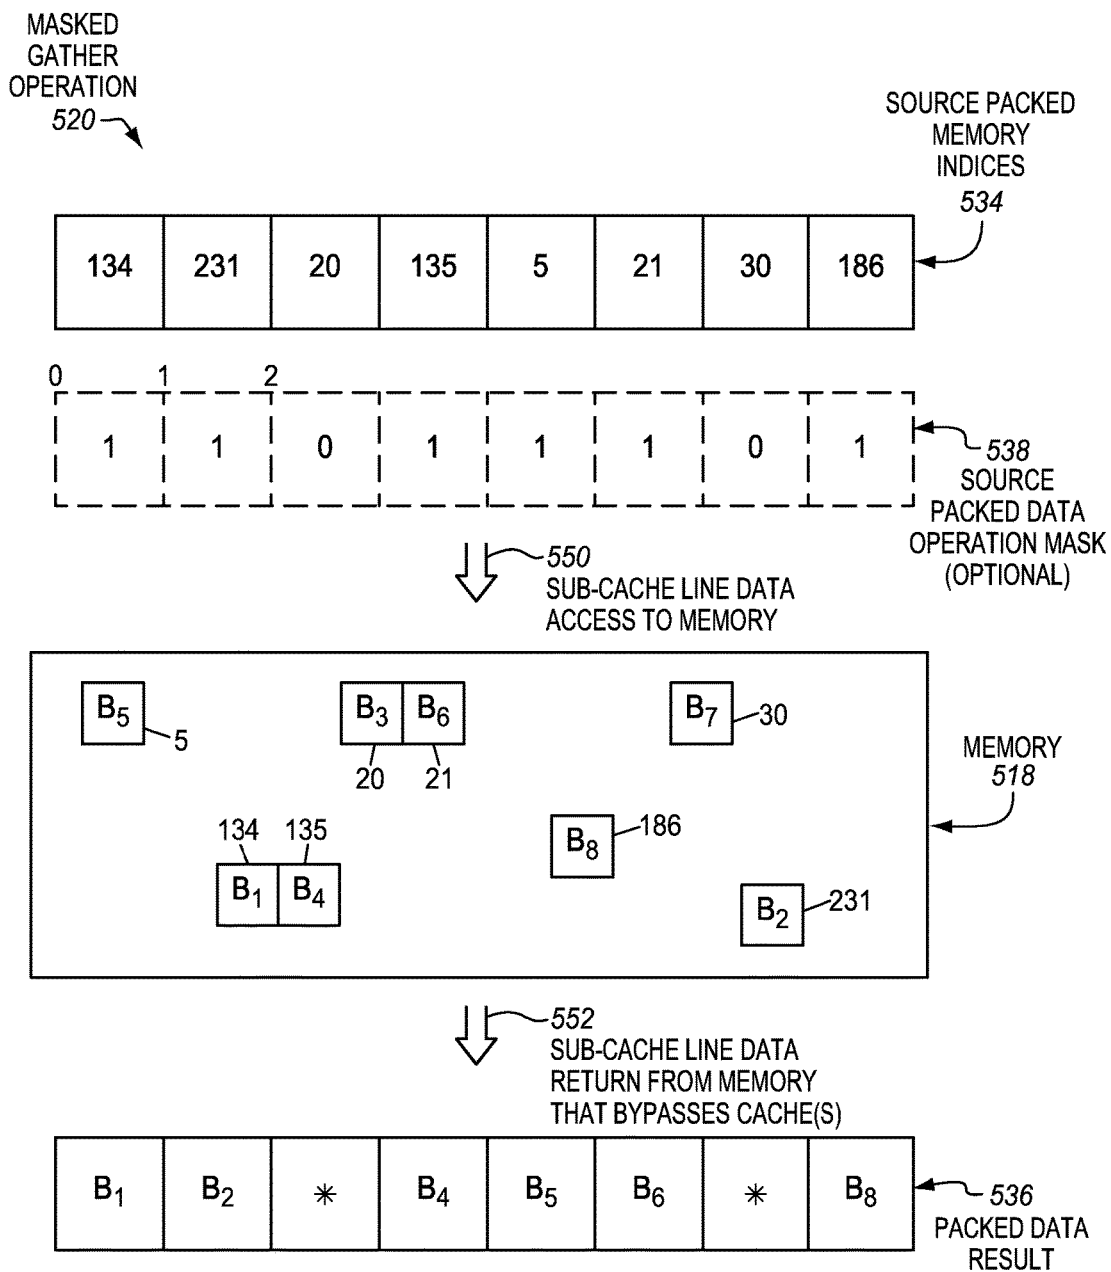 MASKED
GATHER
OPERATION
520
SOURCE PACKED
MEMORY
INDICES
534
134 231 20 135 5 21 30 186
0 1 2
1 1 0 1 1 1 0 1
538
SOURCE
PACKED DATA
OPERATION MASK
(OPTIONAL)
550
SUB-CACHE LINE DATA
ACCESS TO MEMORY
B5 B3 B6 B7
5 20 21 30
MEMORY
518
134 135
B1 B4
B8 186
B2 231
552
SUB-CACHE LINE DATA
RETURN FROM MEMORY
THAT BYPASSES CACHE(S)
B1 B2 * B4 B5 B6 * B8
536
PACKED DATA
RESULT